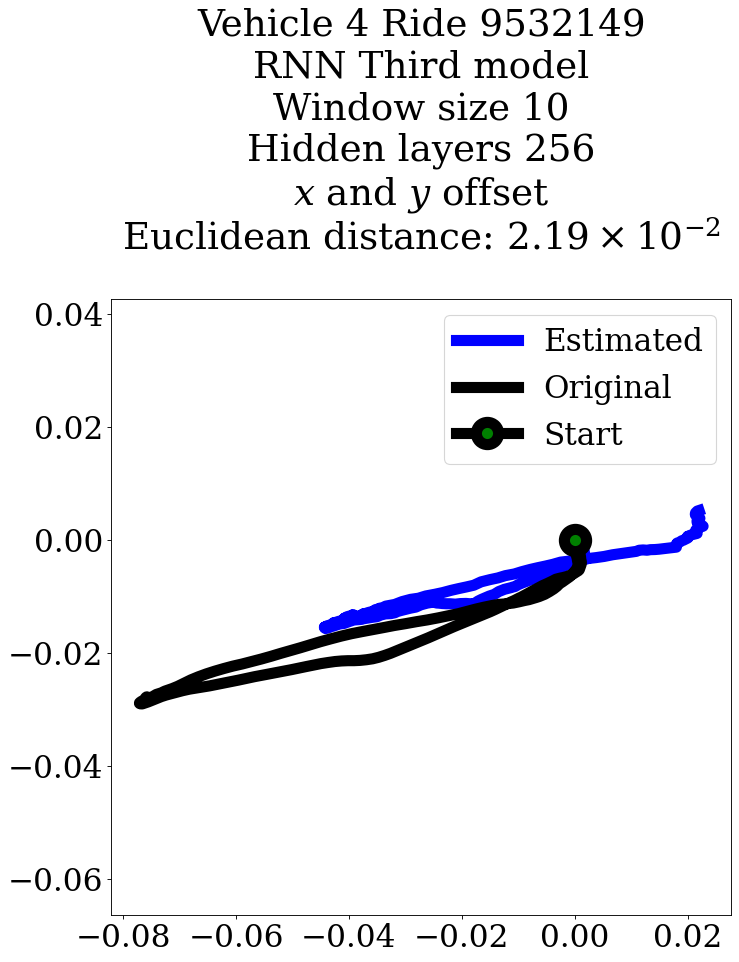 Vehicle 4 Ride 9532149
RNN Third model
Window size 10
Hidden layers 256
x and y offset
Euclidean distance: 2.19 × 10⁻²
Estimated
Original
Start
0.04
0.02
0.00
−0.02
−0.04
−0.06
−0.08 −0.06 −0.04 −0.02 0.00 0.02